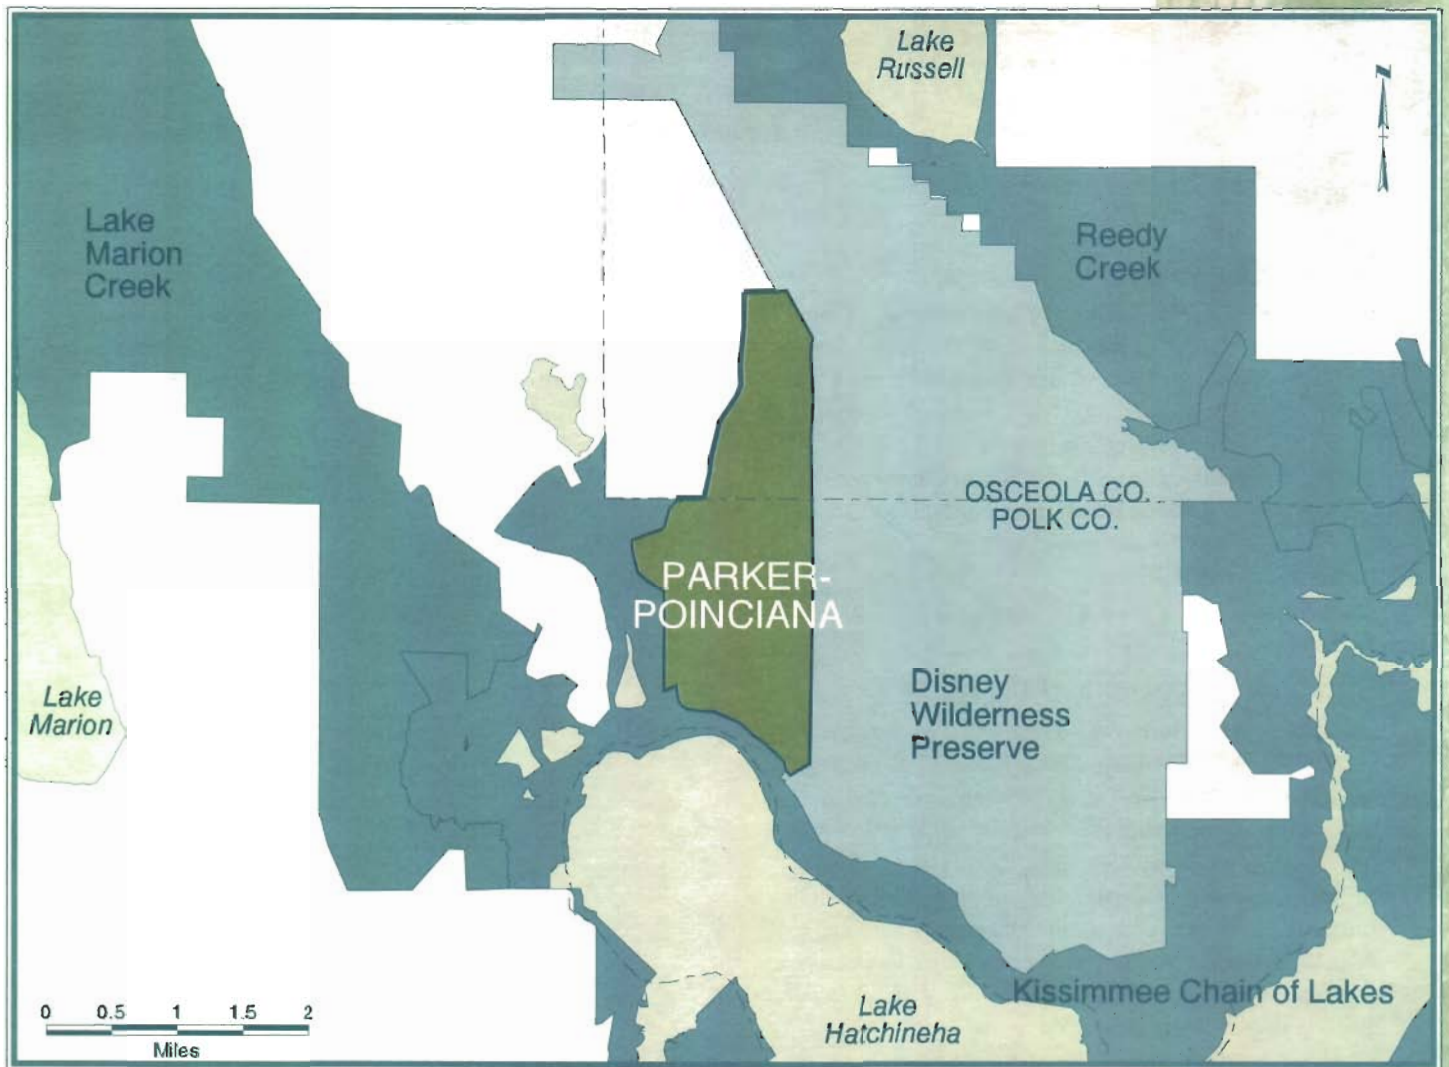 Lake
Russell
N
Lake
Marion
Creek
Reedy
Creek
OSCEOLA CO.
POLK CO.
PARKER-
POINCIANA
Disney
Wilderness
Preserve
Lake
Marion
Kissimmee Chain of Lakes
Lake
Hatchineha
0 0.5 1 1.5 2
Miles